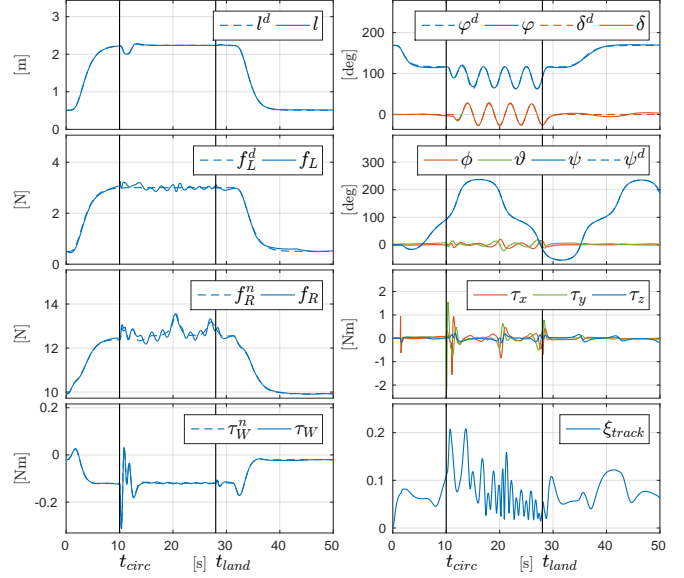 3
2
1
0
[m]
l^d l
200
100
0
[deg]
φ^d φ δ^d δ
4
2
0
[N]
f_L^d f_L
300
200
100
0
[deg]
ϕ ϑ ψ ψ^d
14
12
10
[N]
f_R^n f_R
2
1
0
-1
-2
[Nm]
τ_x τ_y τ_z
0.2
0
-0.2
[Nm]
τ_W^n τ_W
0.2
0.1
0
ξ_track
0 10 20 30 40 50
t_circ [s] t_land
0 10 20 30 40 50
t_circ [s] t_land